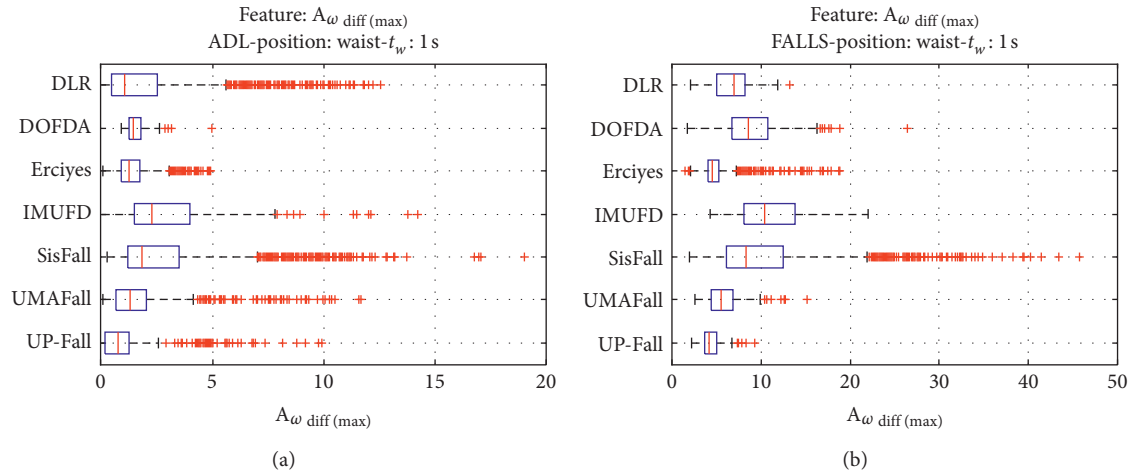 Feature: Aω diff (max)
ADL-position: waist-tw: 1 s
DLR
DOFDA
Erciyes
IMUFD
SisFall
UMAFall
UP-Fall
0 5 10 15 20
Aω diff (max)
(a)
Feature: Aω diff (max)
FALLS-position: waist-tw: 1 s
DLR
DOFDA
Erciyes
IMUFD
SisFall
UMAFall
UP-Fall
0 10 20 30 40 50
Aω diff (max)
(b)